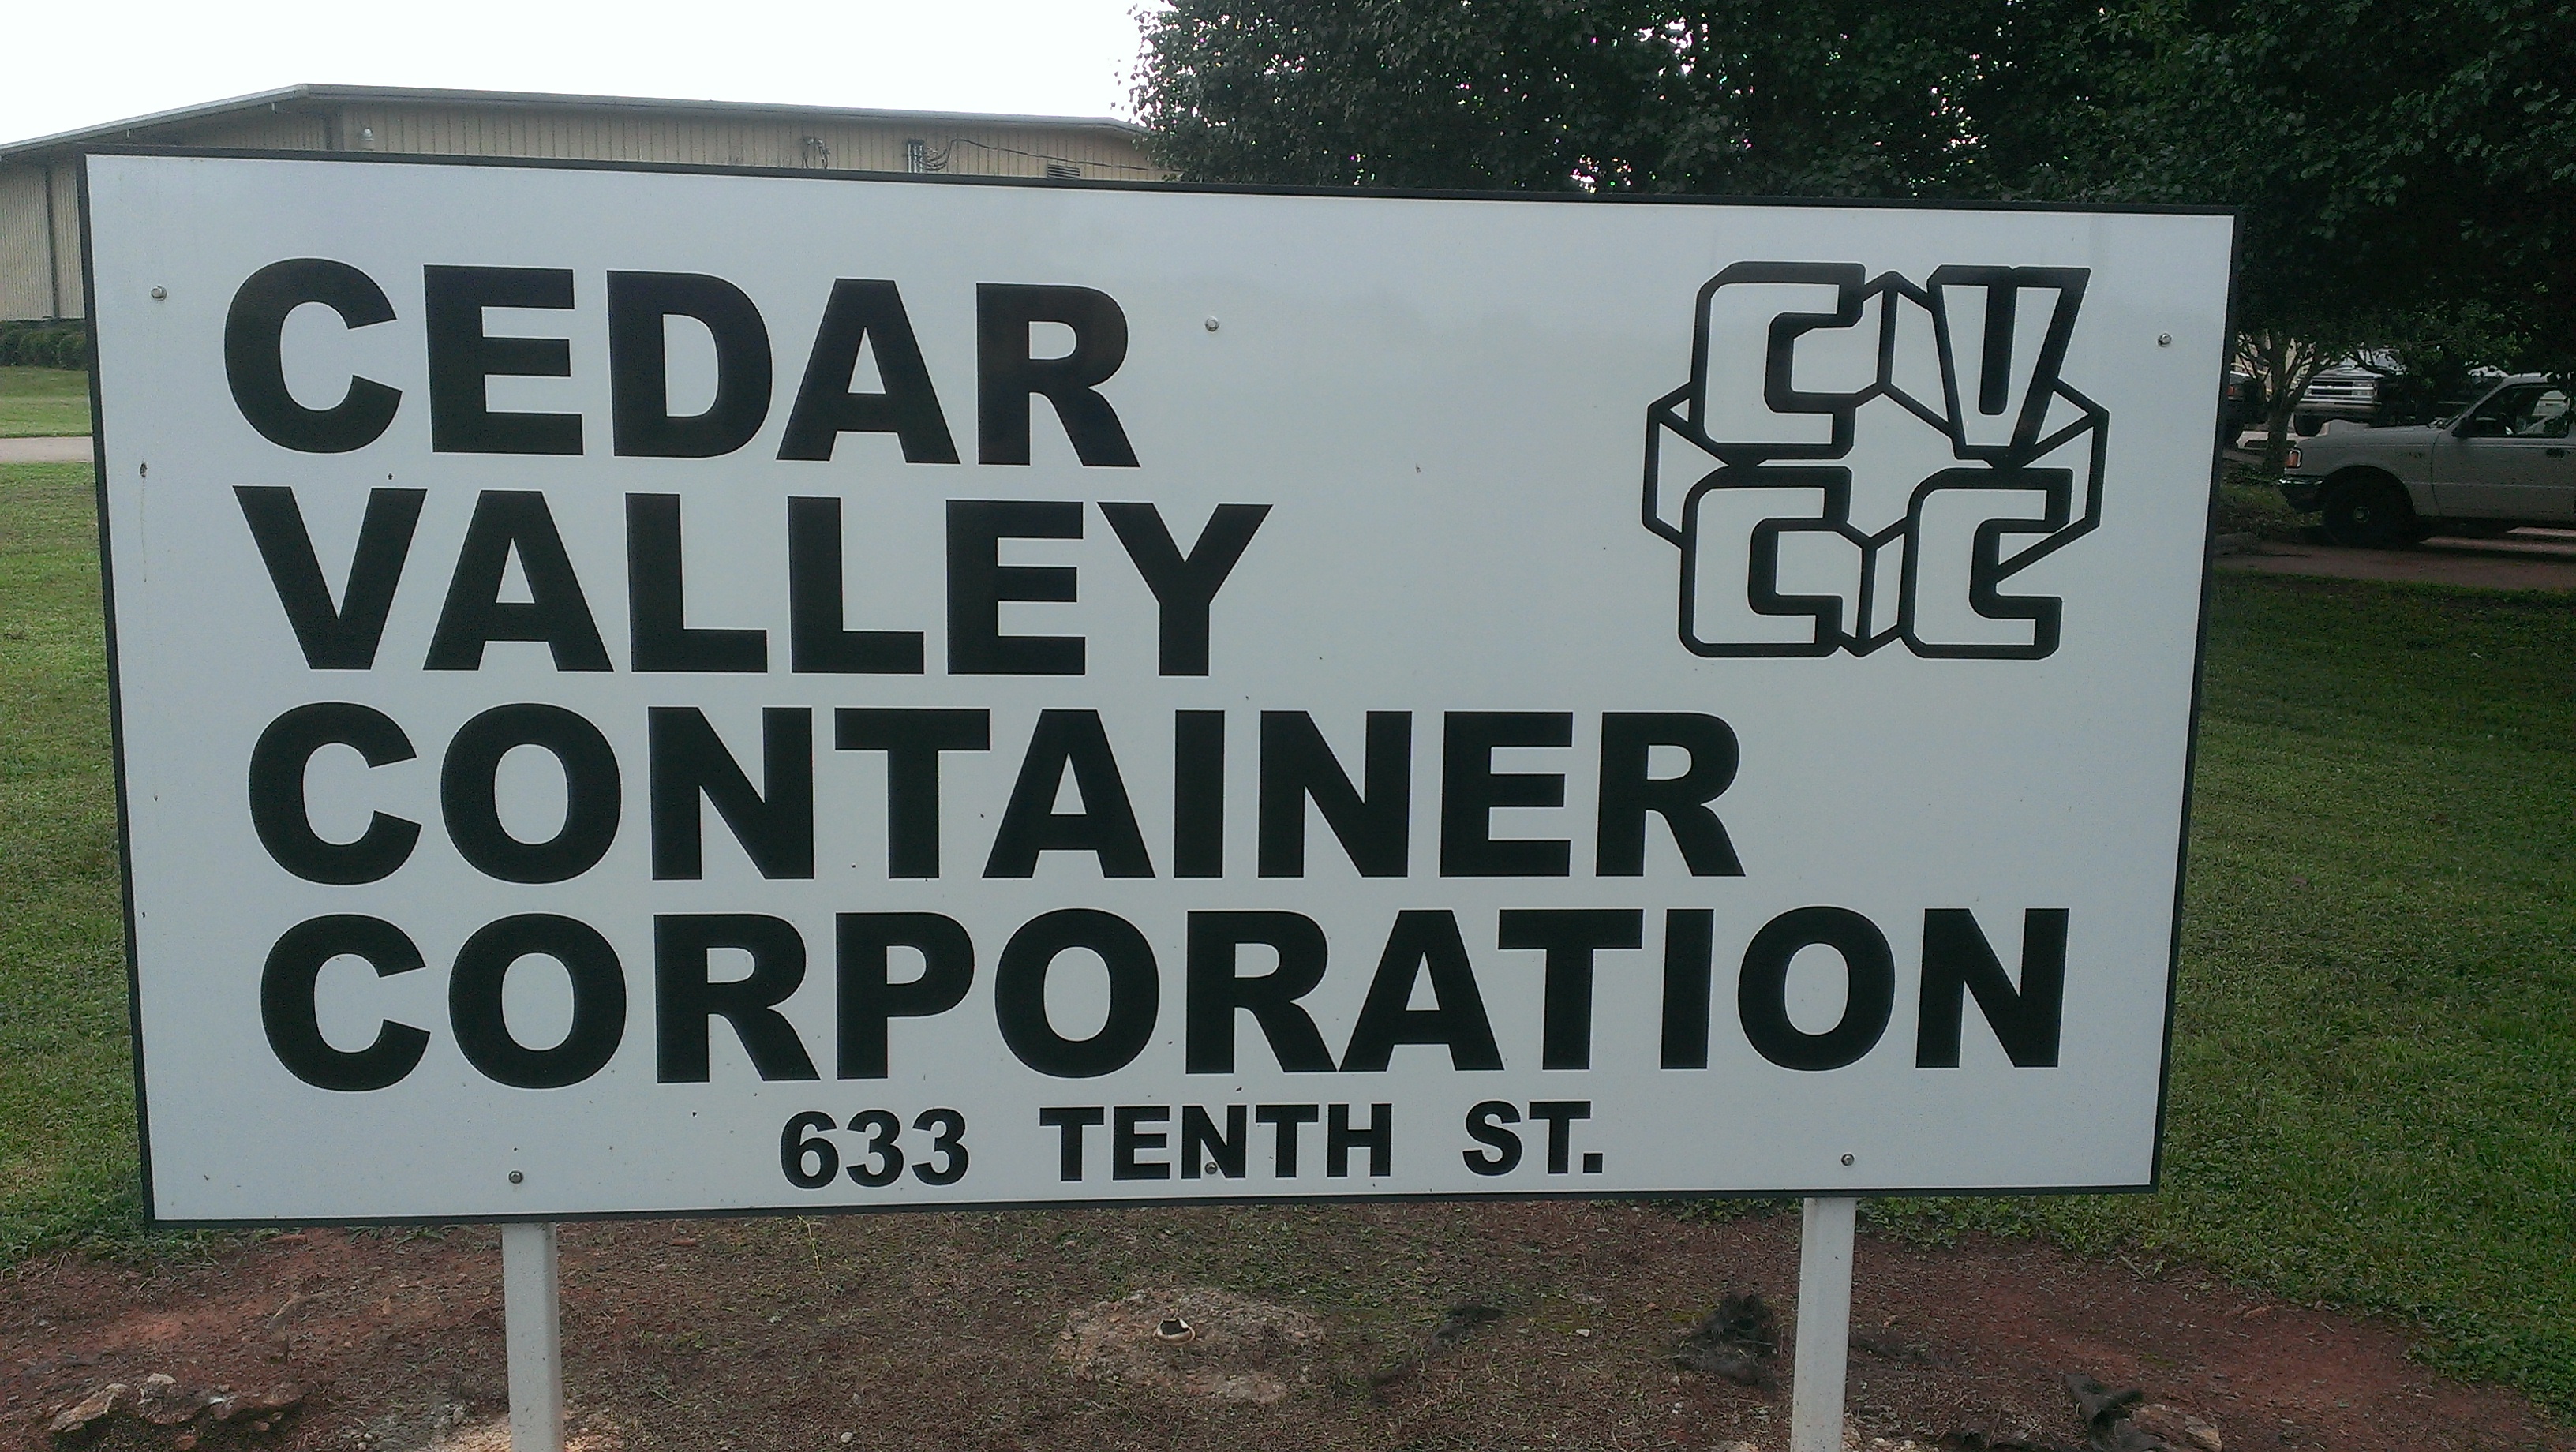 CEDAR
VALLEY
CONTAINER
CORPORATION
633 TENTH ST.
CV
CC